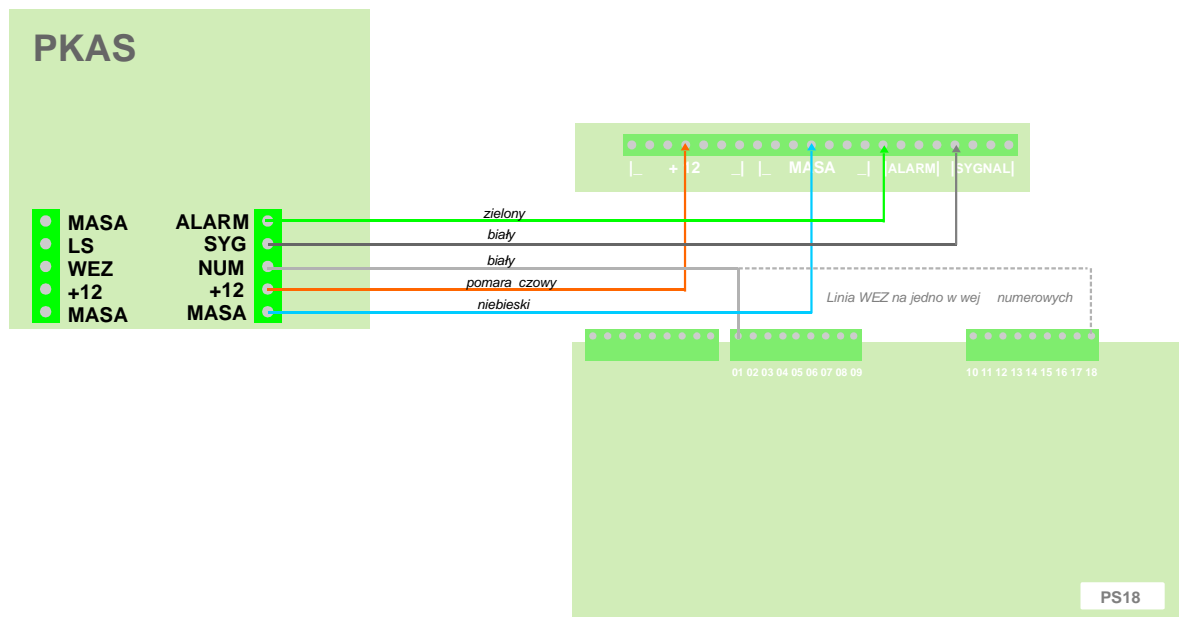 PKAS
|_ + 12 _| |_ MASA _| |ALARM| |SYGNAL|
zielony
MASA ALARM
biały
LS SYG
biały
WEZ NUM
pomara czowy
+12 +12
Linia WEZ na jedno w wej numerowych
niebieski
MASA MASA
01 02 03 04 05 06 07 08 09
10 11 12 13 14 15 16 17 18
PS18